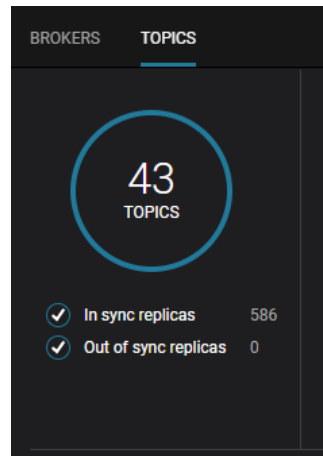 BROKERS TOPICS
43
TOPICS
In sync replicas 586
Out of sync replicas 0